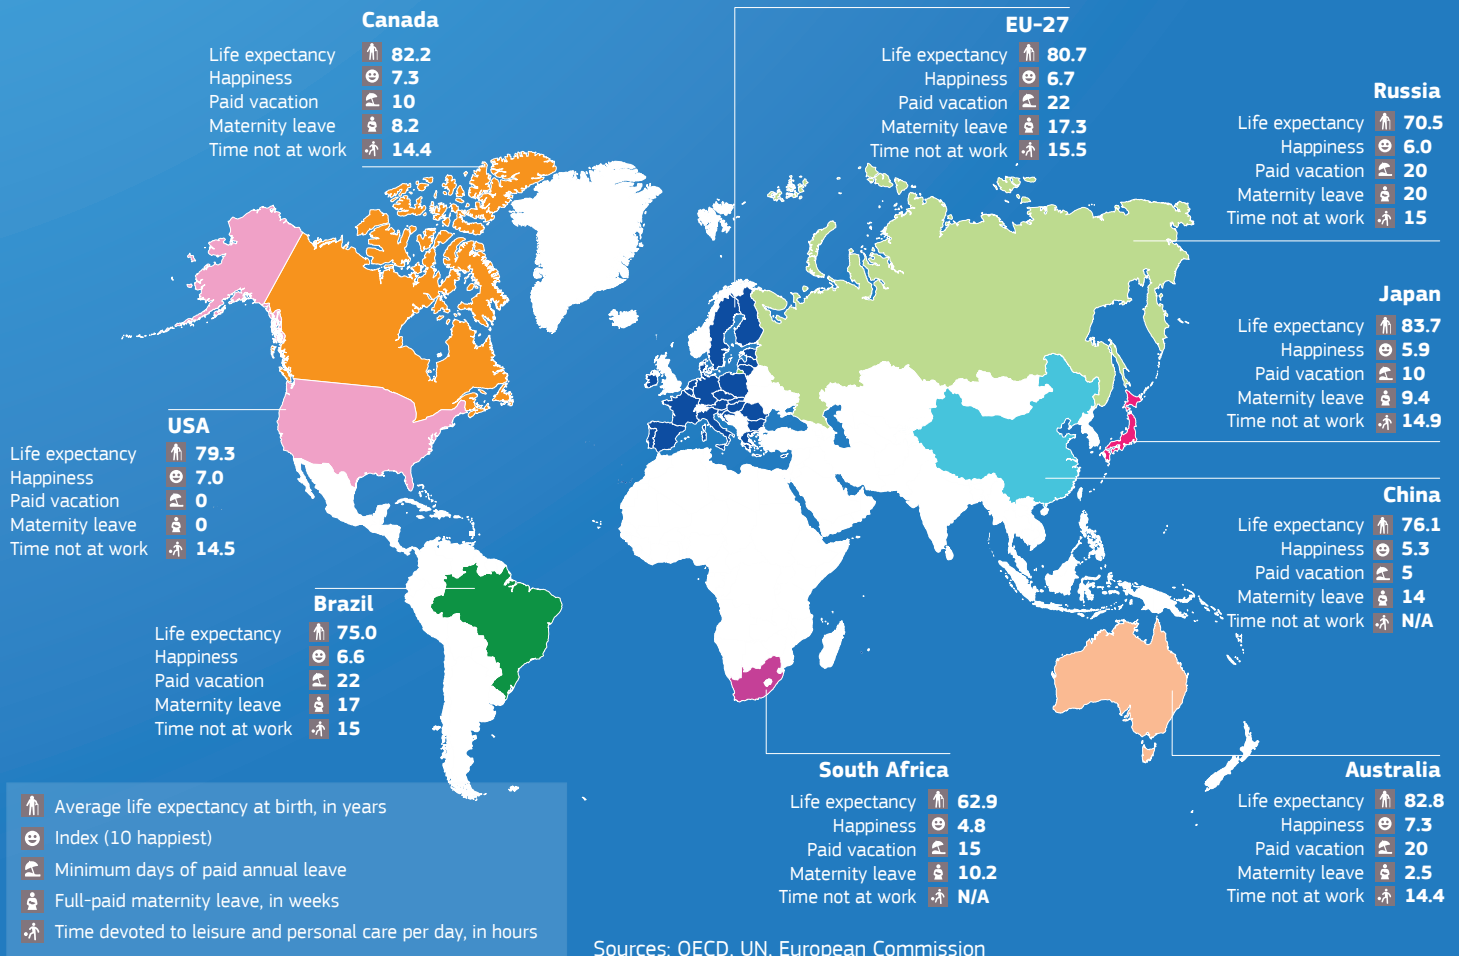 Canada
Life expectancy 82.2
Happiness 7.3
Paid vacation 10
Maternity leave 8.2
Time not at work 14.4
EU-27
Life expectancy 80.7
Happiness 6.7
Paid vacation 22
Maternity leave 17.3
Time not at work 15.5
Russia
Life expectancy 70.5
Happiness 6.0
Paid vacation 20
Maternity leave 20
Time not at work 15
Japan
Life expectancy 83.7
Happiness 5.9
Paid vacation 10
Maternity leave 9.4
Time not at work 14.9
USA
Life expectancy 79.3
Happiness 7.0
Paid vacation 0
Maternity leave 0
Time not at work 14.5
China
Life expectancy 76.1
Happiness 5.3
Paid vacation 5
Maternity leave 14
Time not at work N/A
Brazil
Life expectancy 75.0
Happiness 6.6
Paid vacation 22
Maternity leave 17
Time not at work 15
South Africa
Life expectancy 62.9
Happiness 4.8
Paid vacation 15
Maternity leave 10.2
Time not at work N/A
Australia
Life expectancy 82.8
Happiness 7.3
Paid vacation 20
Maternity leave 2.5
Time not at work 14.4
Average life expectancy at birth, in years
Index (10 happiest)
Minimum days of paid annual leave
Full-paid maternity leave, in weeks
Time devoted to leisure and personal care per day, in hours
Sources: OECD, UN, European Commission